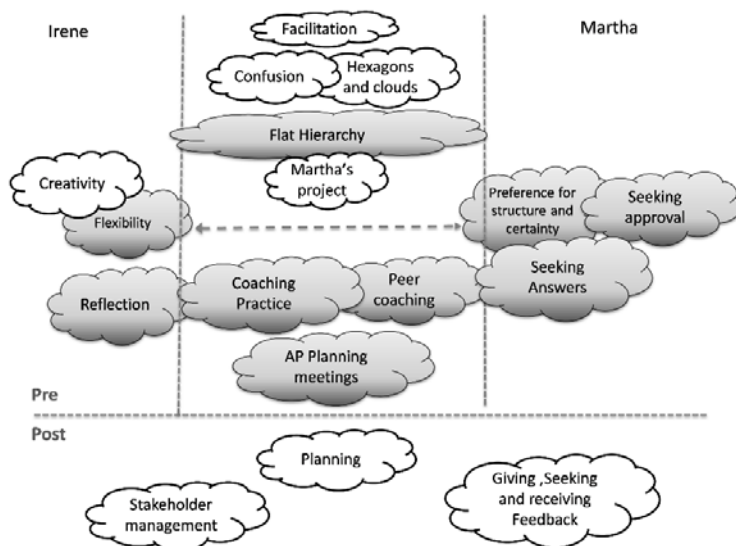 Irene
Martha
Facilitation
Confusion
Hexagons
and clouds
Flat Hierarchy
Martha's
project
Creativity
Flexibility
Preference for
structure and
certainty
Seeking
approval
Reflection
Coaching
Practice
Peer
coaching
Seeking
Answers
AP Planning
meetings
Pre
Post
Planning
Stakeholder
management
Giving ,Seeking
and receiving
Feedback